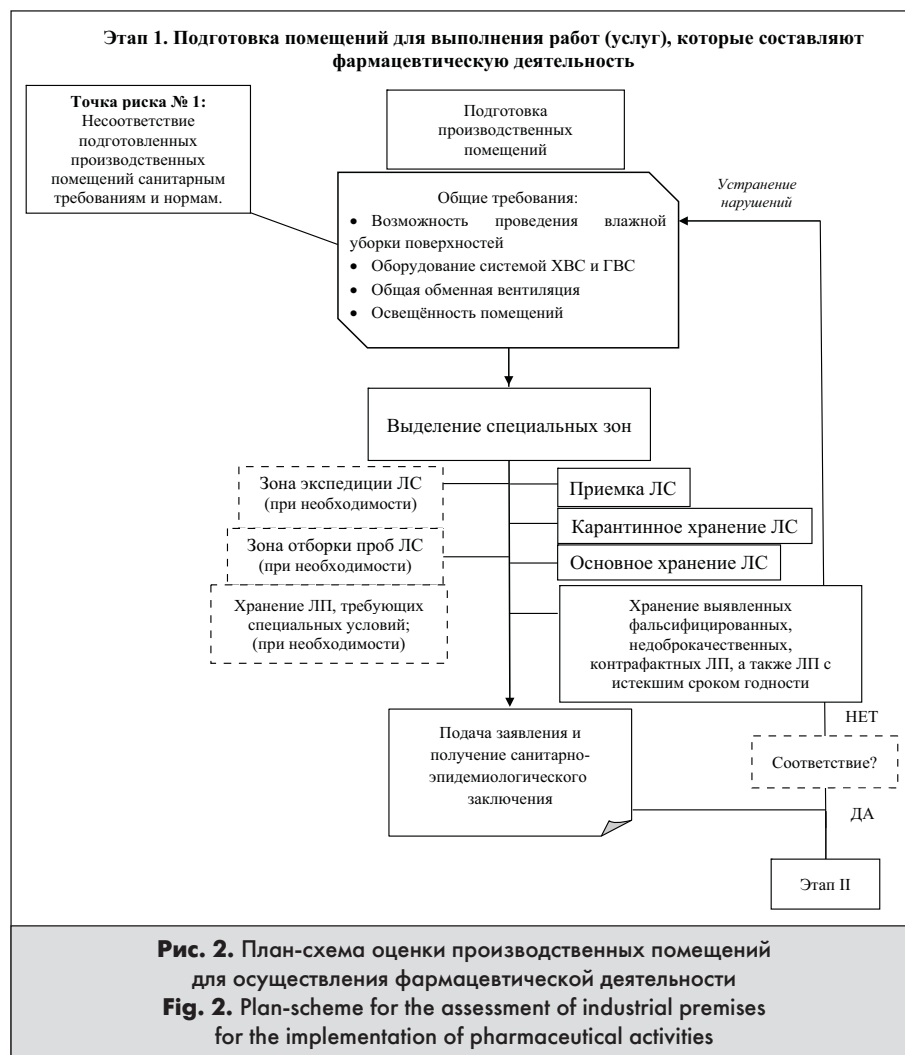 Этап 1. Подготовка помещений для выполнения работ (услуг), которые составляют
фармацевтическую деятельность
Точка риска № 1:
Несоответствие
подготовленных
производственных
помещений санитарным
требованиям и нормам.
Подготовка
производственных
помещений
Общие требования:
• Возможность проведения влажной
уборки поверхностей
• Оборудование системой ХВС и ГВС
• Общая обменная вентиляция
• Освещённость помещений
Устранение
нарушений
Выделение специальных зон
Зона экспедиции ЛС
(при необходимости)
Приемка ЛС
Карантинное хранение ЛС
Зона отборки проб ЛС
(при необходимости)
Основное хранение ЛС
Хранение ЛП, требующих
специальных условий;
(при необходимости)
Хранение выявленных
фальсифицированных,
недоброкачественных,
контрафактных ЛП, а также ЛП с
истекшим сроком годности
Подача заявления и
получение санитарно-
эпидемиологического
заключения
НЕТ
Соответствие?
ДА
Этап II
Рис. 2. План-схема оценки производственных помещений
для осуществления фармацевтической деятельности
Fig. 2. Plan-scheme for the assessment of industrial premises
for the implementation of pharmaceutical activities